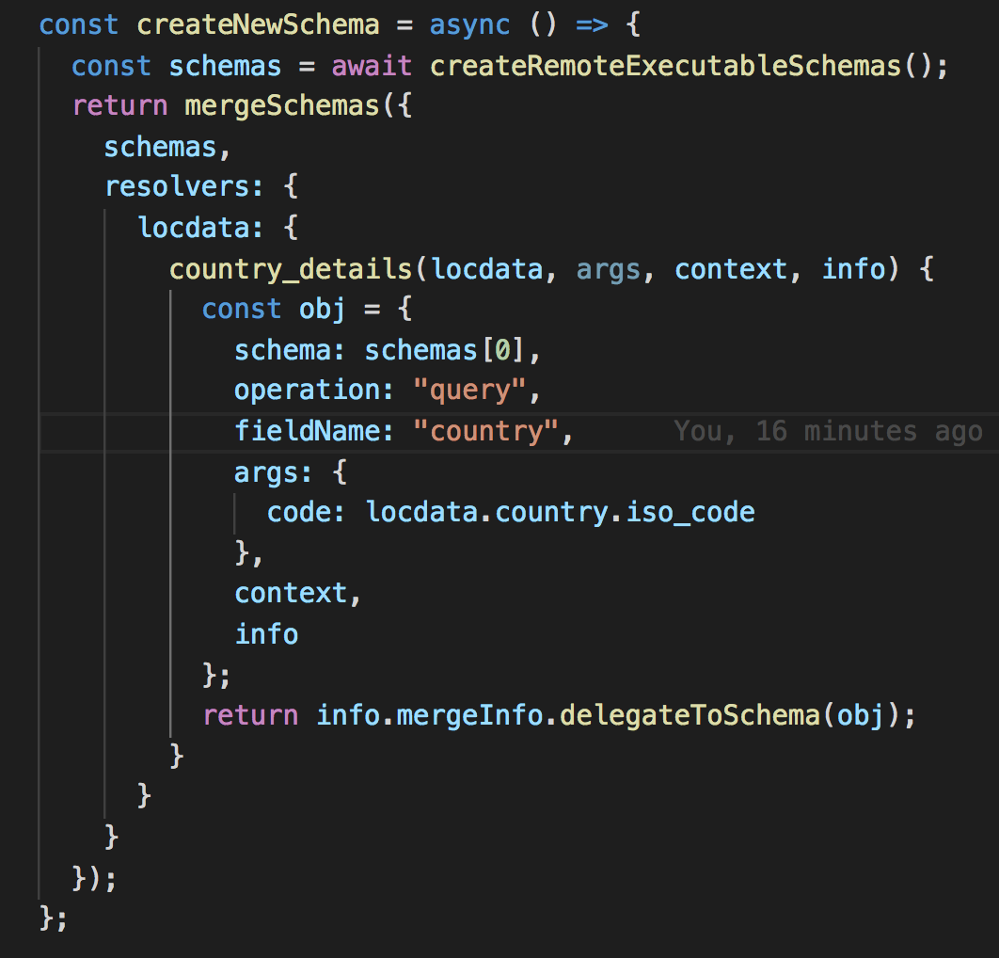 const createNewSchema = async () => {
  const schemas = await createRemoteExecutableSchemas();
  return mergeSchemas({
    schemas,
    resolvers: {
      locdata: {
        country_details(locdata, args, context, info) {
          const obj = {
            schema: schemas[0],
            operation: "query",
            fieldName: "country",      You, 16 minutes ago
            args: {
              code: locdata.country.iso_code
            },
            context,
            info
          };
          return info.mergeInfo.delegateToSchema(obj);
        }
      }
    }
  });
};